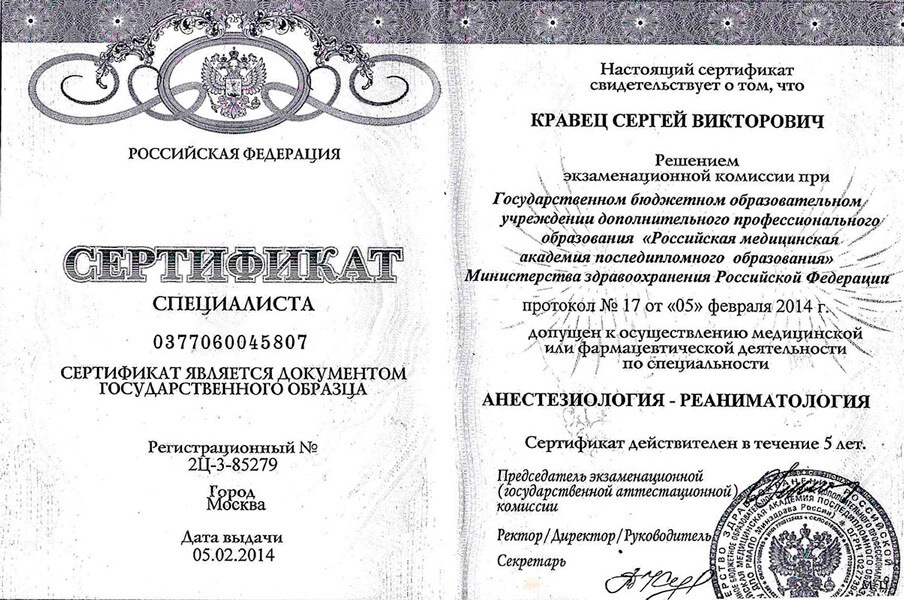 РОССИЙСКАЯ ФЕДЕРАЦИЯ
СЕРТИФИКАТ
СПЕЦИАЛИСТА
0377060045807
СЕРТИФИКАТ ЯВЛЯЕТСЯ ДОКУМЕНТОМ
ГОСУДАРСТВЕННОГО ОБРАЗЦА
Регистрационный №
2Ц-3-85279
Город
Москва
Дата выдачи
05.02.2014
Настоящий сертификат
свидетельствует о том, что
КРАВЕЦ СЕРГЕЙ ВИКТОРОВИЧ
Решением
экзаменационной комиссии при
Государственном бюджетном образовательном
учреждении дополнительного профессионального
образования «Российская медицинская
академия последипломного образования»
Министерства здравоохранения Российской Федерации
протокол № 17 от «05» февраля 2014 г.
допущен к осуществлению медицинской
или фармацевтической деятельности
по специальности
АНЕСТЕЗИОЛОГИЯ - РЕАНИМАТОЛОГИЯ
Сертификат действителен в течение 5 лет.
Председатель экзаменационной
(государственной аттестационной)
комиссии
Ректор/Директор/Руководитель
Секретарь